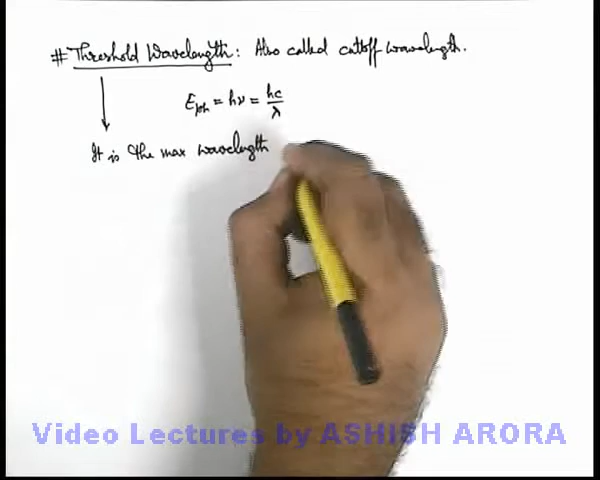 # Threshold Wavelength : Also called cutoff wavelength.
Eph = hν = hc/λ
It is the max wavelength
Video Lectures by ASHISH ARORA